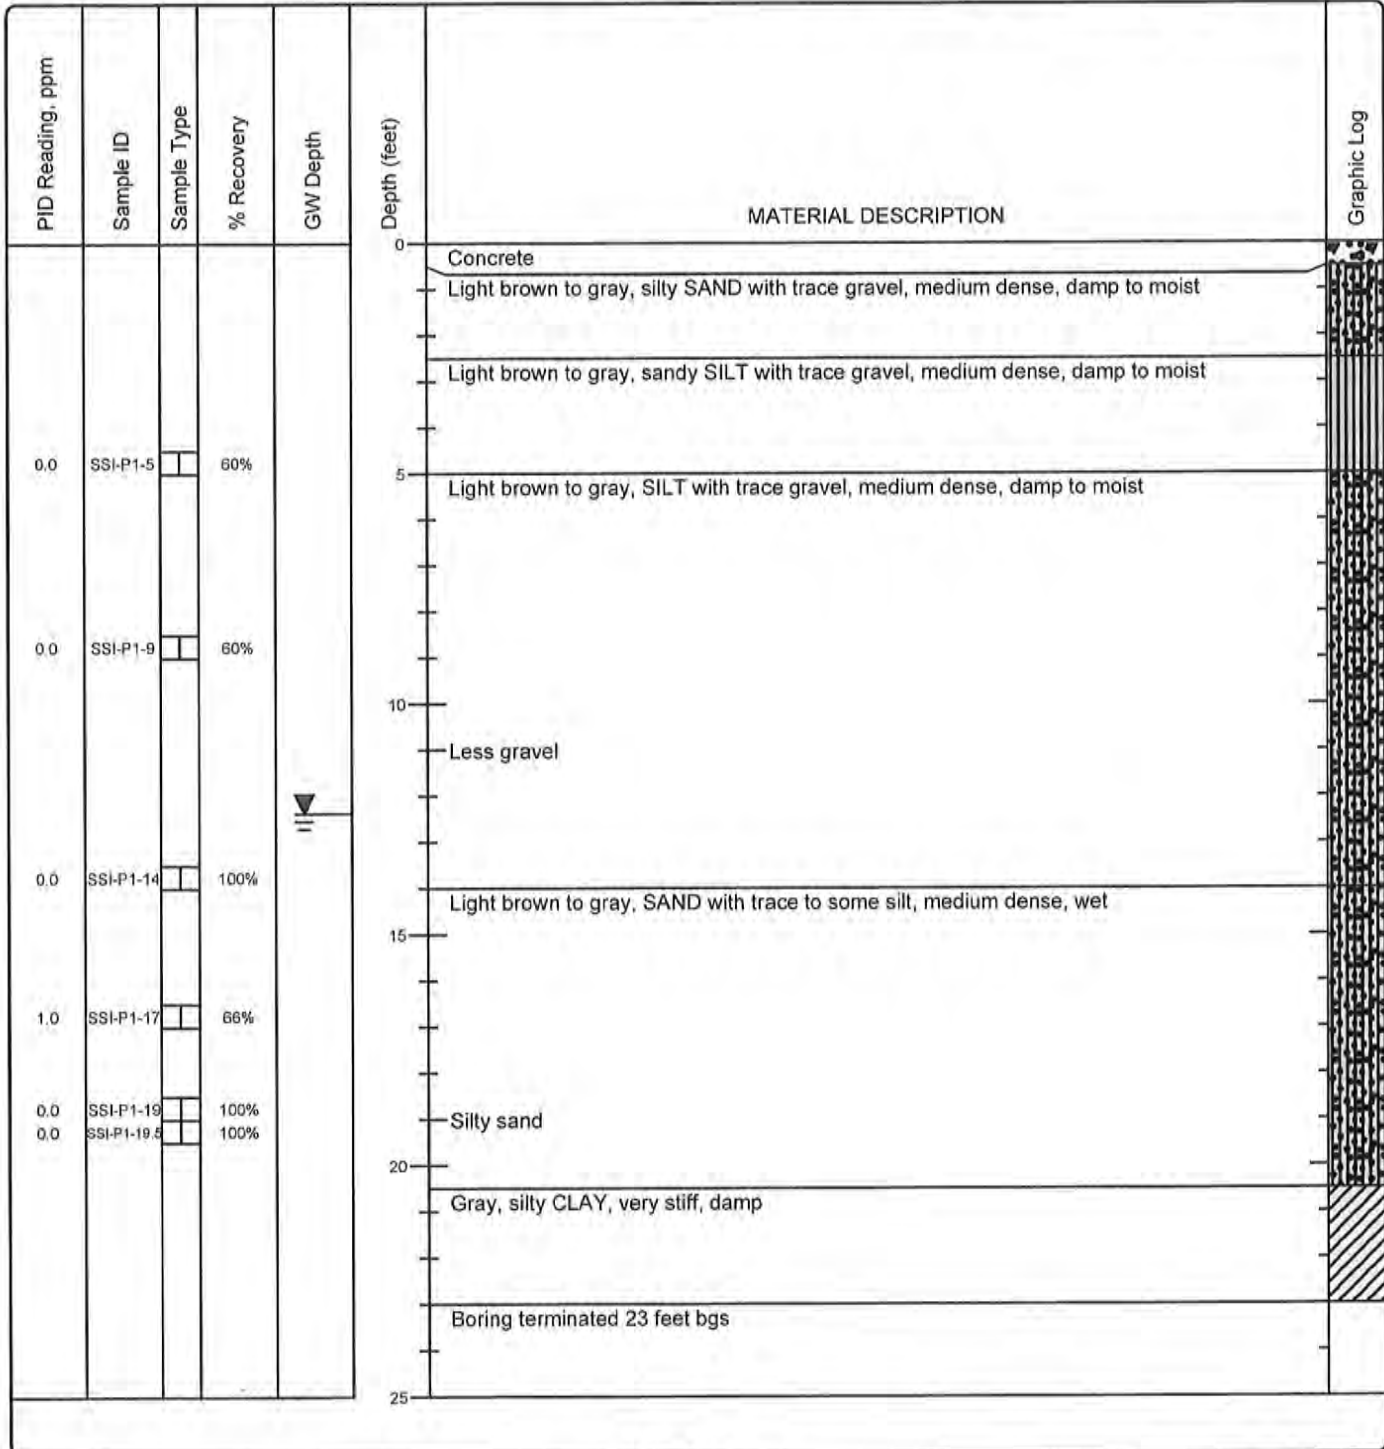 PID Reading, ppm
Sample ID
Sample Type
% Recovery
GW Depth
Depth (feet)
MATERIAL DESCRIPTION
Graphic Log
0
Concrete
Light brown to gray, silty SAND with trace gravel, medium dense, damp to moist
Light brown to gray, sandy SILT with trace gravel, medium dense, damp to moist
0.0 SSI-P1-5 60%
5
Light brown to gray, SILT with trace gravel, medium dense, damp to moist
0.0 SSI-P1-9 60%
10
Less gravel
0.0 SSI-P1-14 100%
Light brown to gray, SAND with trace to some silt, medium dense, wet
15
1.0 SSI-P1-17 66%
0.0 SSI-P1-19 100%
Silty sand
0.0 SSI-P1-19.5 100%
20
Gray, silty CLAY, very stiff, damp
Boring terminated 23 feet bgs
25